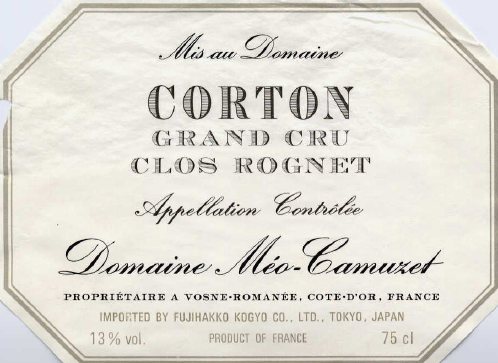 Mis au Domaine
CORTON
GRAND CRU
CLOS ROGNET
Appellation Contrôlée
Domaine Méo-Camuzet
PROPRIÉTAIRE A VOSNE-ROMANÉE, COTE-D'OR, FRANCE
IMPORTED BY FUJIHAKKO KOGYO CO., LTD., TOKYO, JAPAN
13% vol. PRODUCT OF FRANCE 75 cl